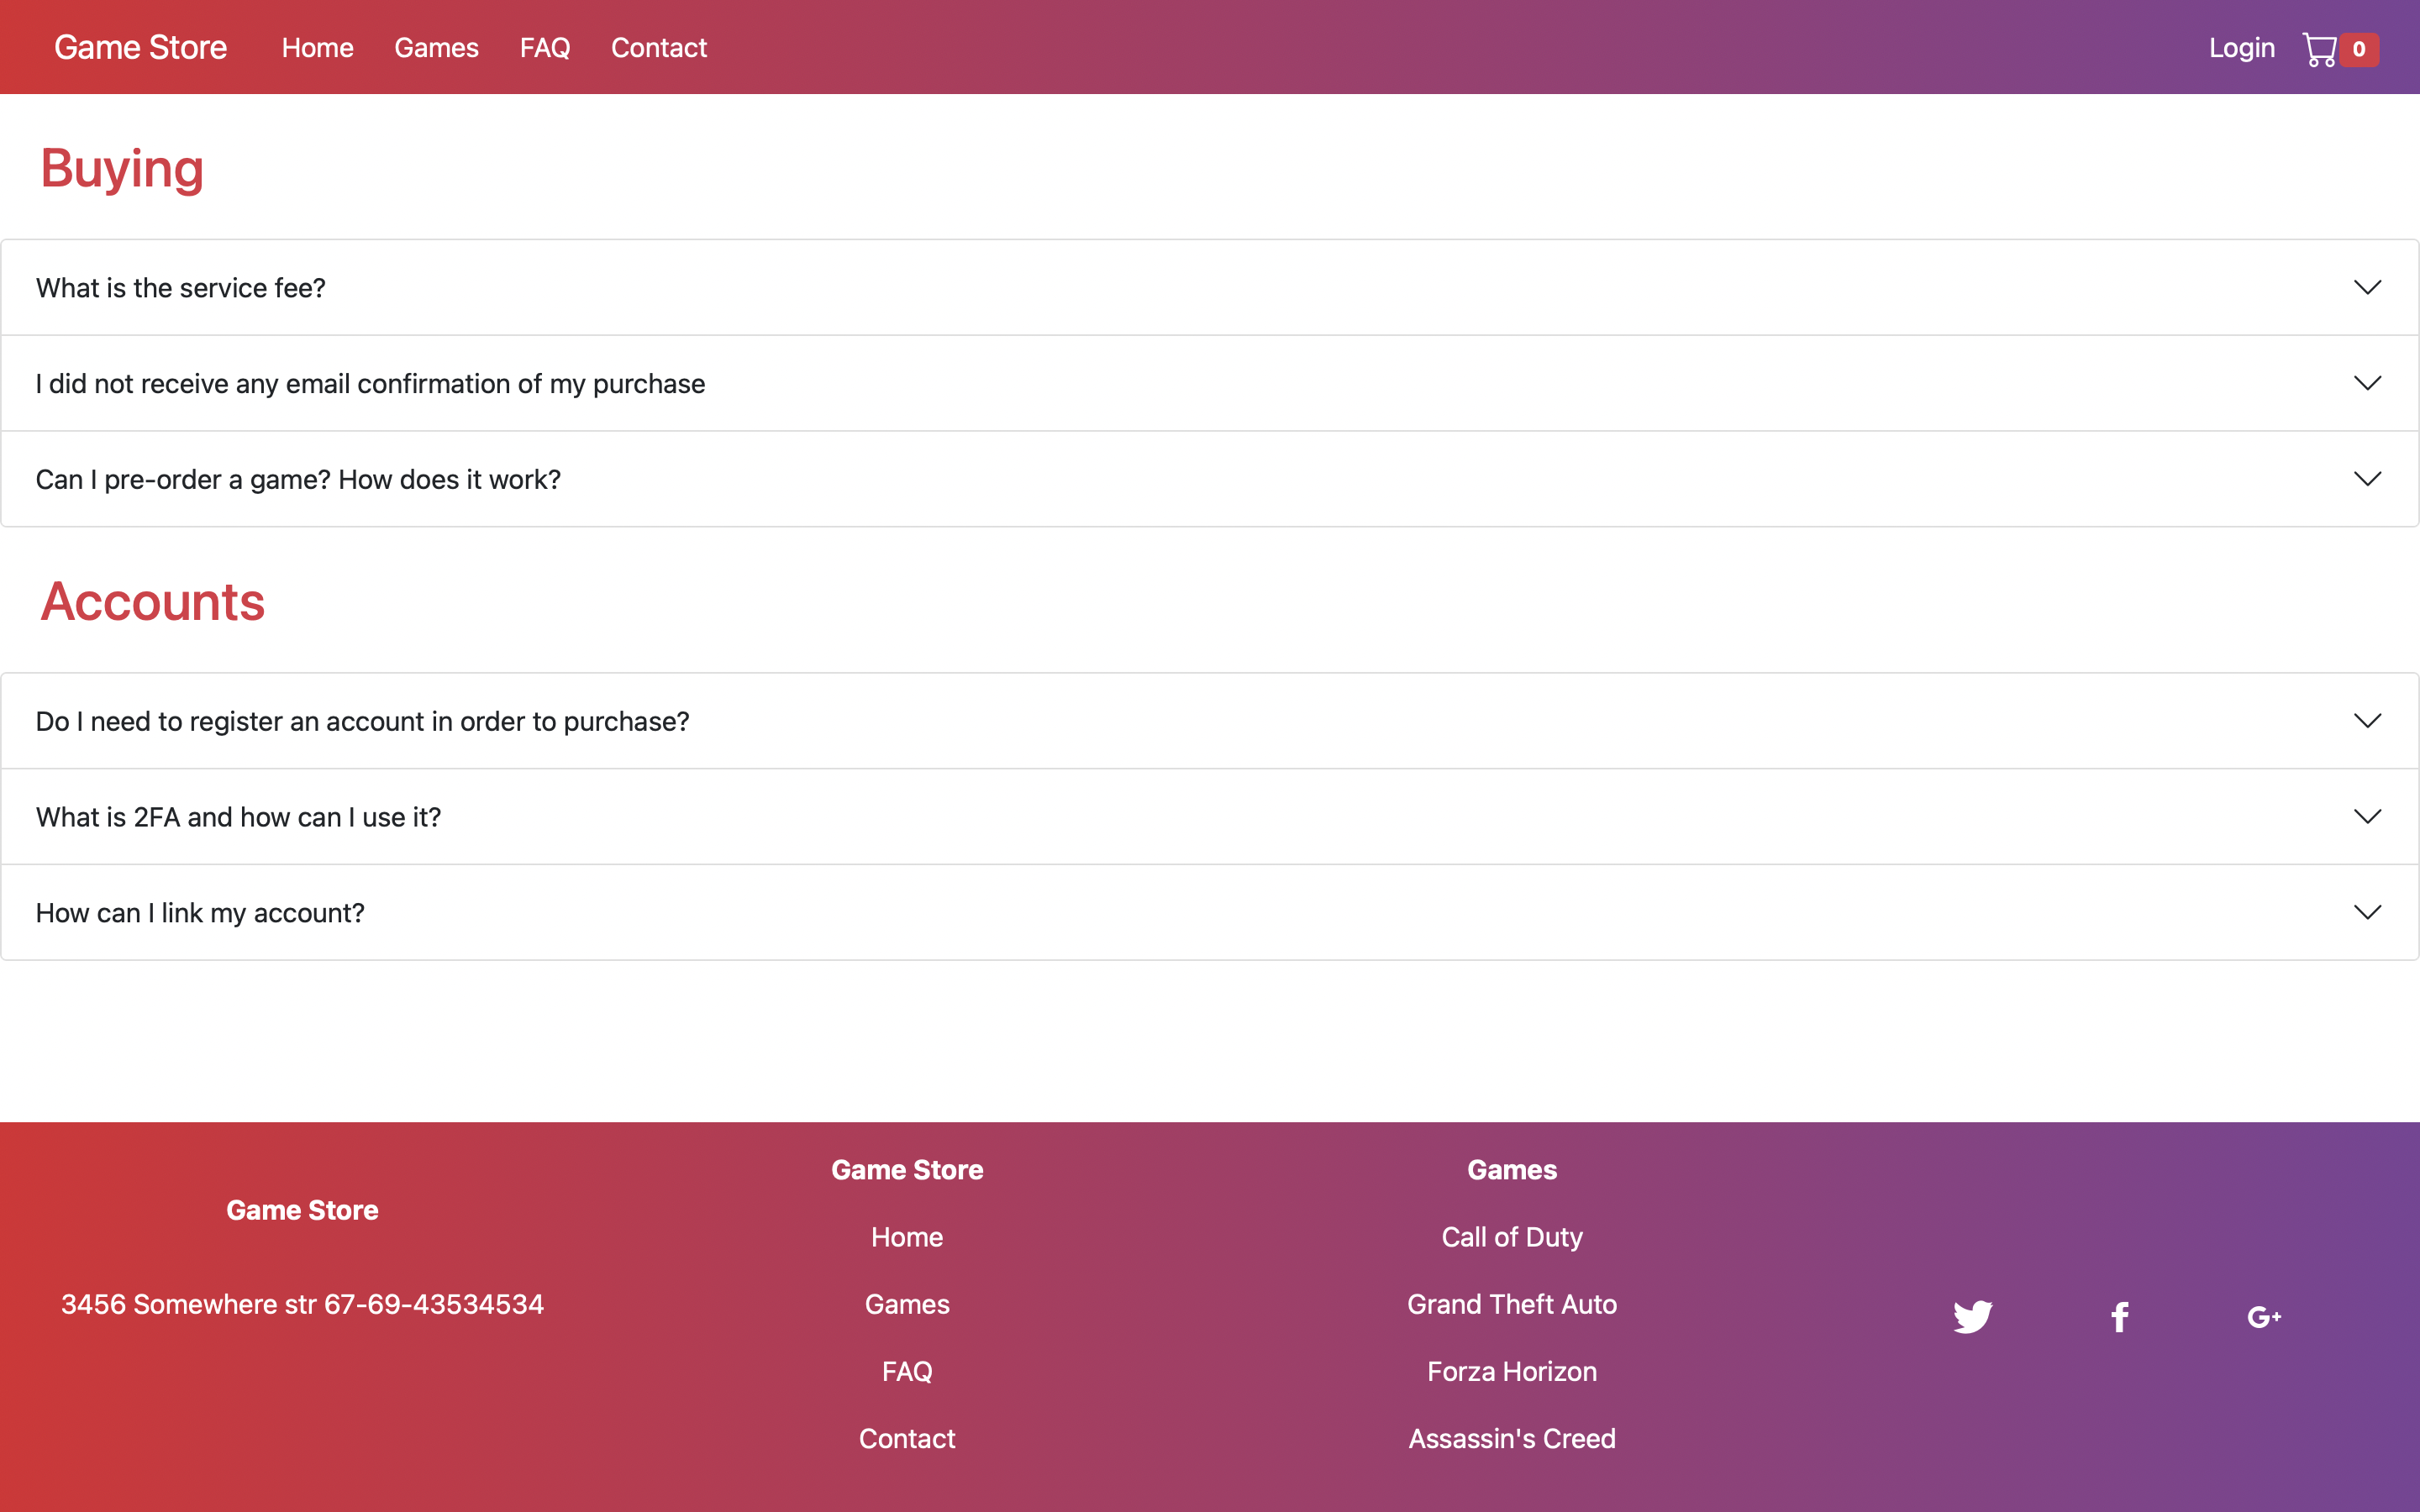 Game Store Home Games FAQ Contact Login 0
Buying
What is the service fee?
I did not receive any email confirmation of my purchase
Can I pre-order a game? How does it work?
Accounts
Do I need to register an account in order to purchase?
What is 2FA and how can I use it?
How can I link my account?
Game Store
3456 Somewhere str 67-69-43534534
Game Store
Home
Games
FAQ
Contact
Games
Call of Duty
Grand Theft Auto
Forza Horizon
Assassin's Creed
f
G+